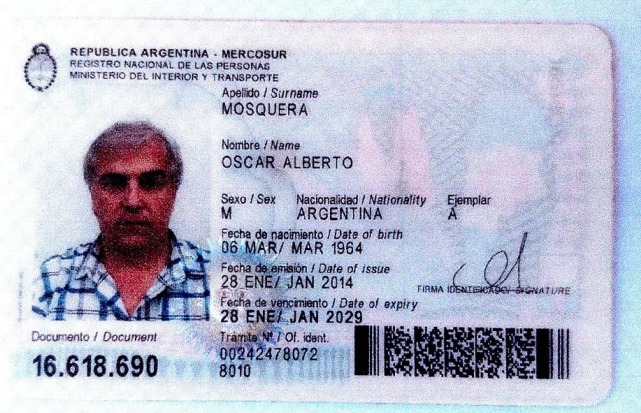 REPUBLICA ARGENTINA - MERCOSUR
REGISTRO NACIONAL DE LAS PERSONAS
MINISTERIO DEL INTERIOR Y TRANSPORTE
Apellido / Surname
MOSQUERA
Nombre / Name
OSCAR ALBERTO
Sexo / Sex Nacionalidad / Nationality Ejemplar
M ARGENTINA A
Fecha de nacimiento / Date of birth
06 MAR/ MAR 1964
Fecha de emisión / Date of issue
28 ENE/ JAN 2014
FIRMA IDENTIFICADO/ SIGNATURE
Fecha de vencimiento / Date of expiry
28 ENE/ JAN 2029
Documento / Document
16.618.690
Trámite Nº / Of. ident.
00242478072
8010